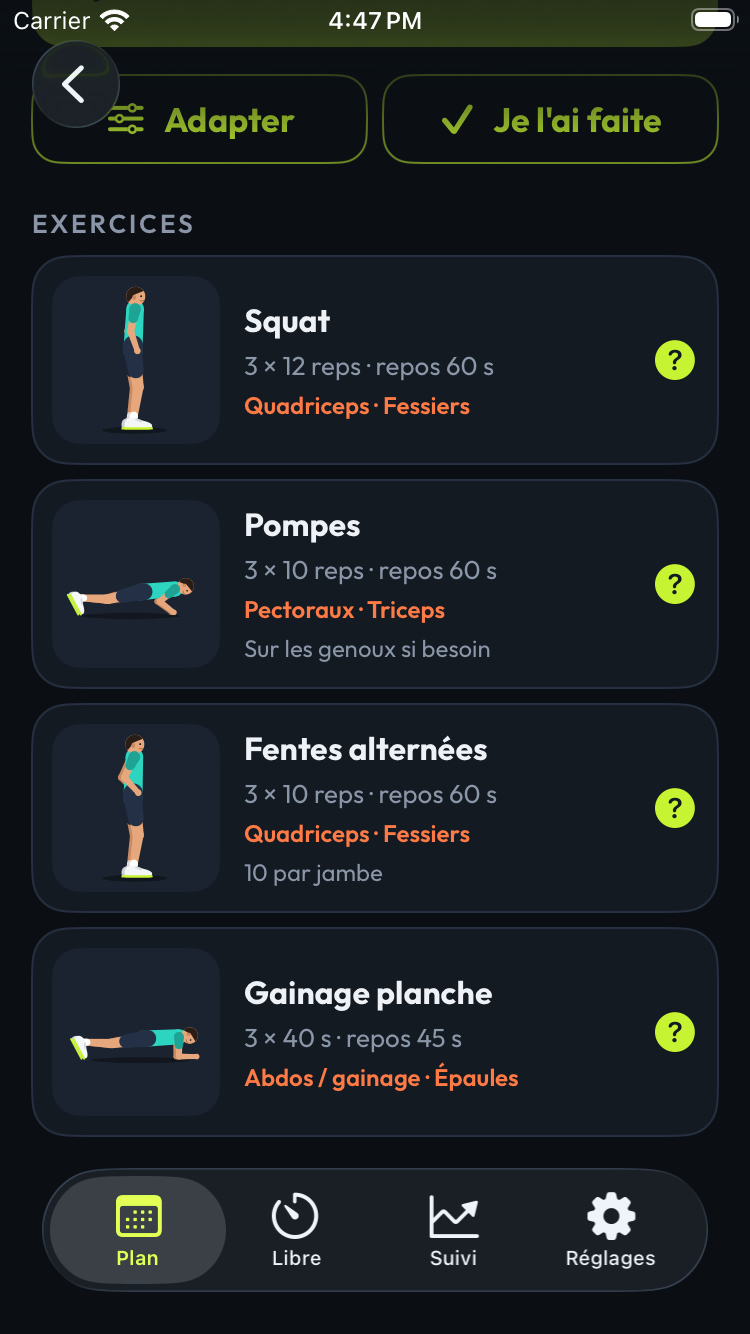 Carrier 4:47 PM
Adapter
Je l'ai faite
EXERCICES
Squat
3 × 12 reps · repos 60 s
Quadriceps · Fessiers
?
Pompes
3 × 10 reps · repos 60 s
Pectoraux · Triceps
Sur les genoux si besoin
?
Fentes alternées
3 × 10 reps · repos 60 s
Quadriceps · Fessiers
10 par jambe
?
Gainage planche
3 × 40 s · repos 45 s
Abdos / gainage · Épaules
?
Plan
Libre
Suivi
Réglages